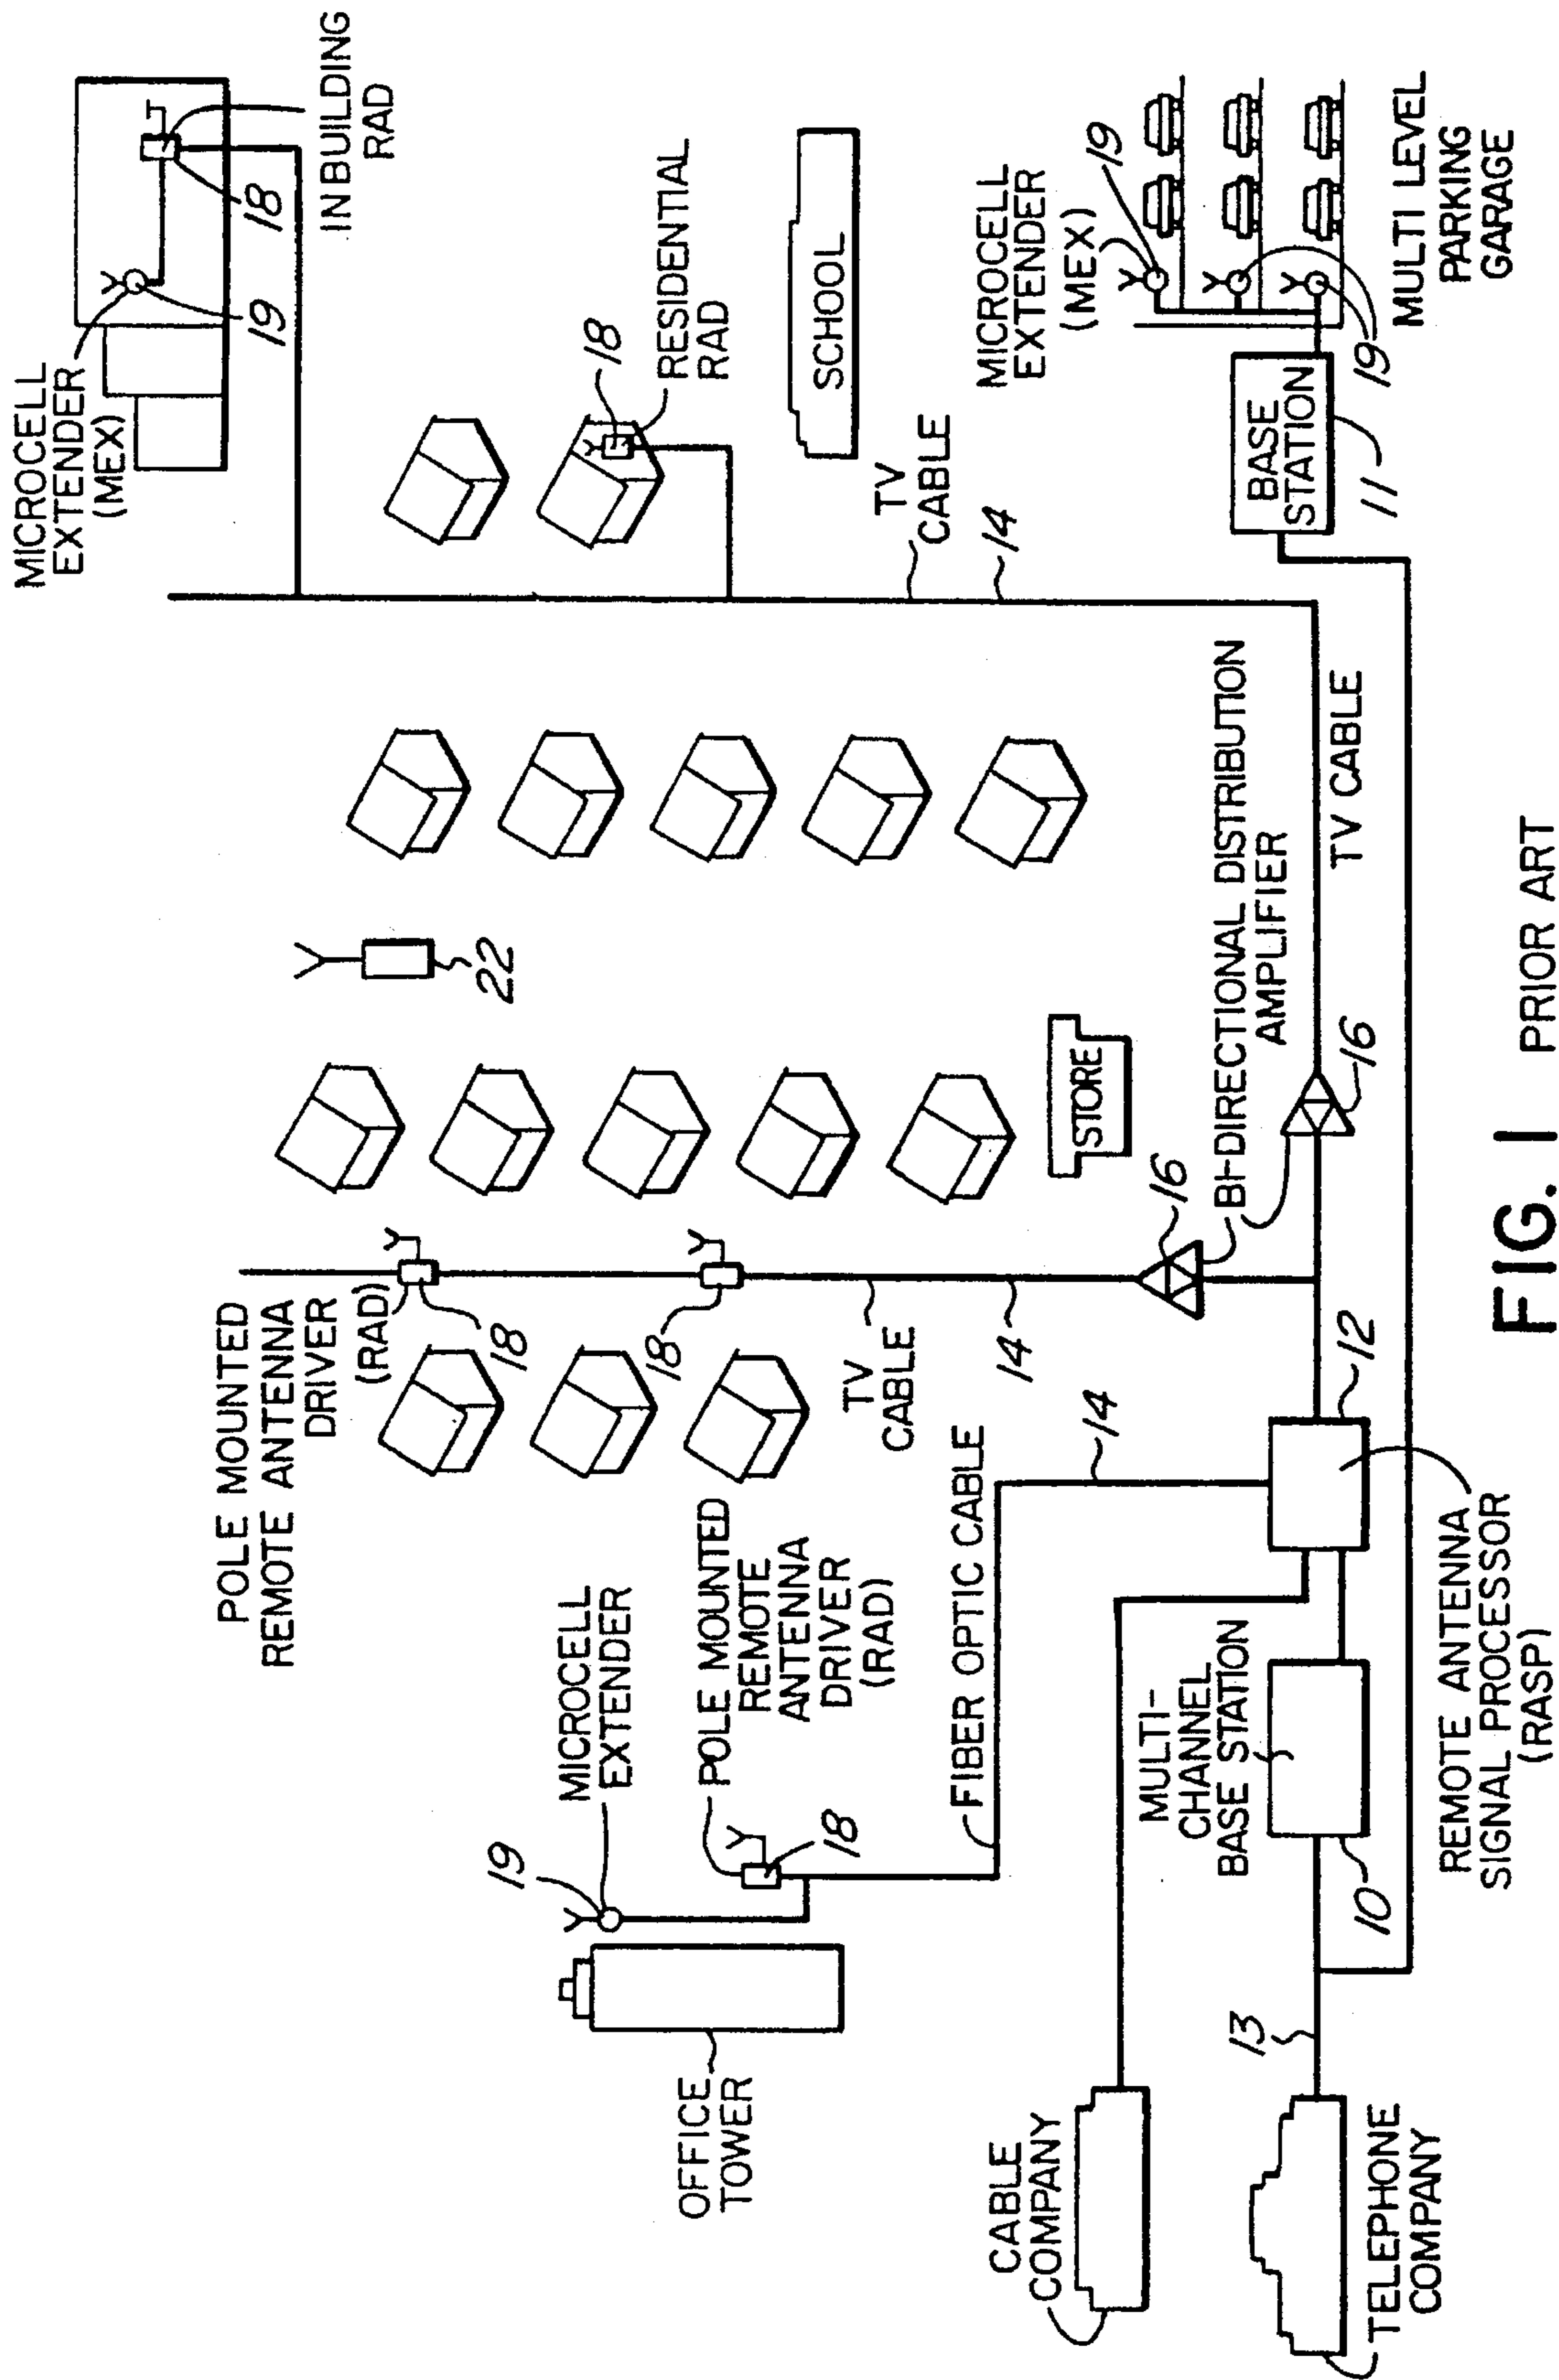 MICROCELL
EXTENDER
(MEX)
19
18
INBUILDING
RAD
POLE MOUNTED
REMOTE ANTENNA
DRIVER
(RAD)
18
22
18
RESIDENTIAL
RAD
19
MICROCELL
EXTENDER
POLE MOUNTED
REMOTE
ANTENNA
DRIVER
(RAD)
18
18
OFFICE
TOWER
TV
CABLE
14
SCHOOL
STORE
TV
CABLE
14
FIBER OPTIC CABLE
14
16
BI-DIRECTIONAL DISTRIBUTION
AMPLIFIER
16
MICROCELL
EXTENDER
(MEX)
19
19
MULTI LEVEL
PARKING
GARAGE
BASE
STATION
11
TV CABLE
CABLE
COMPANY
MULTI-
CHANNEL
BASE STATION
10
12
13
TELEPHONE
COMPANY
REMOTE ANTENNA
SIGNAL PROCESSOR
(RASP)
FIG. 1
PRIOR ART